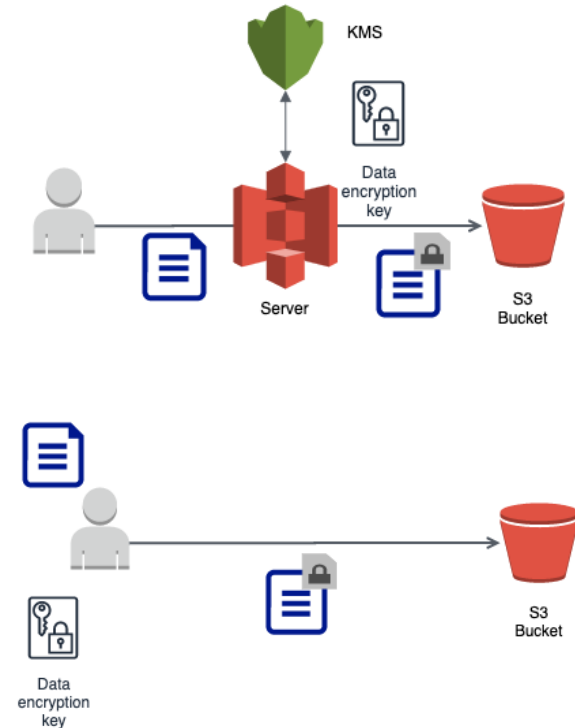 KMS
Data
encryption
key
Server
S3
Bucket
S3
Bucket
Data
encryption
key